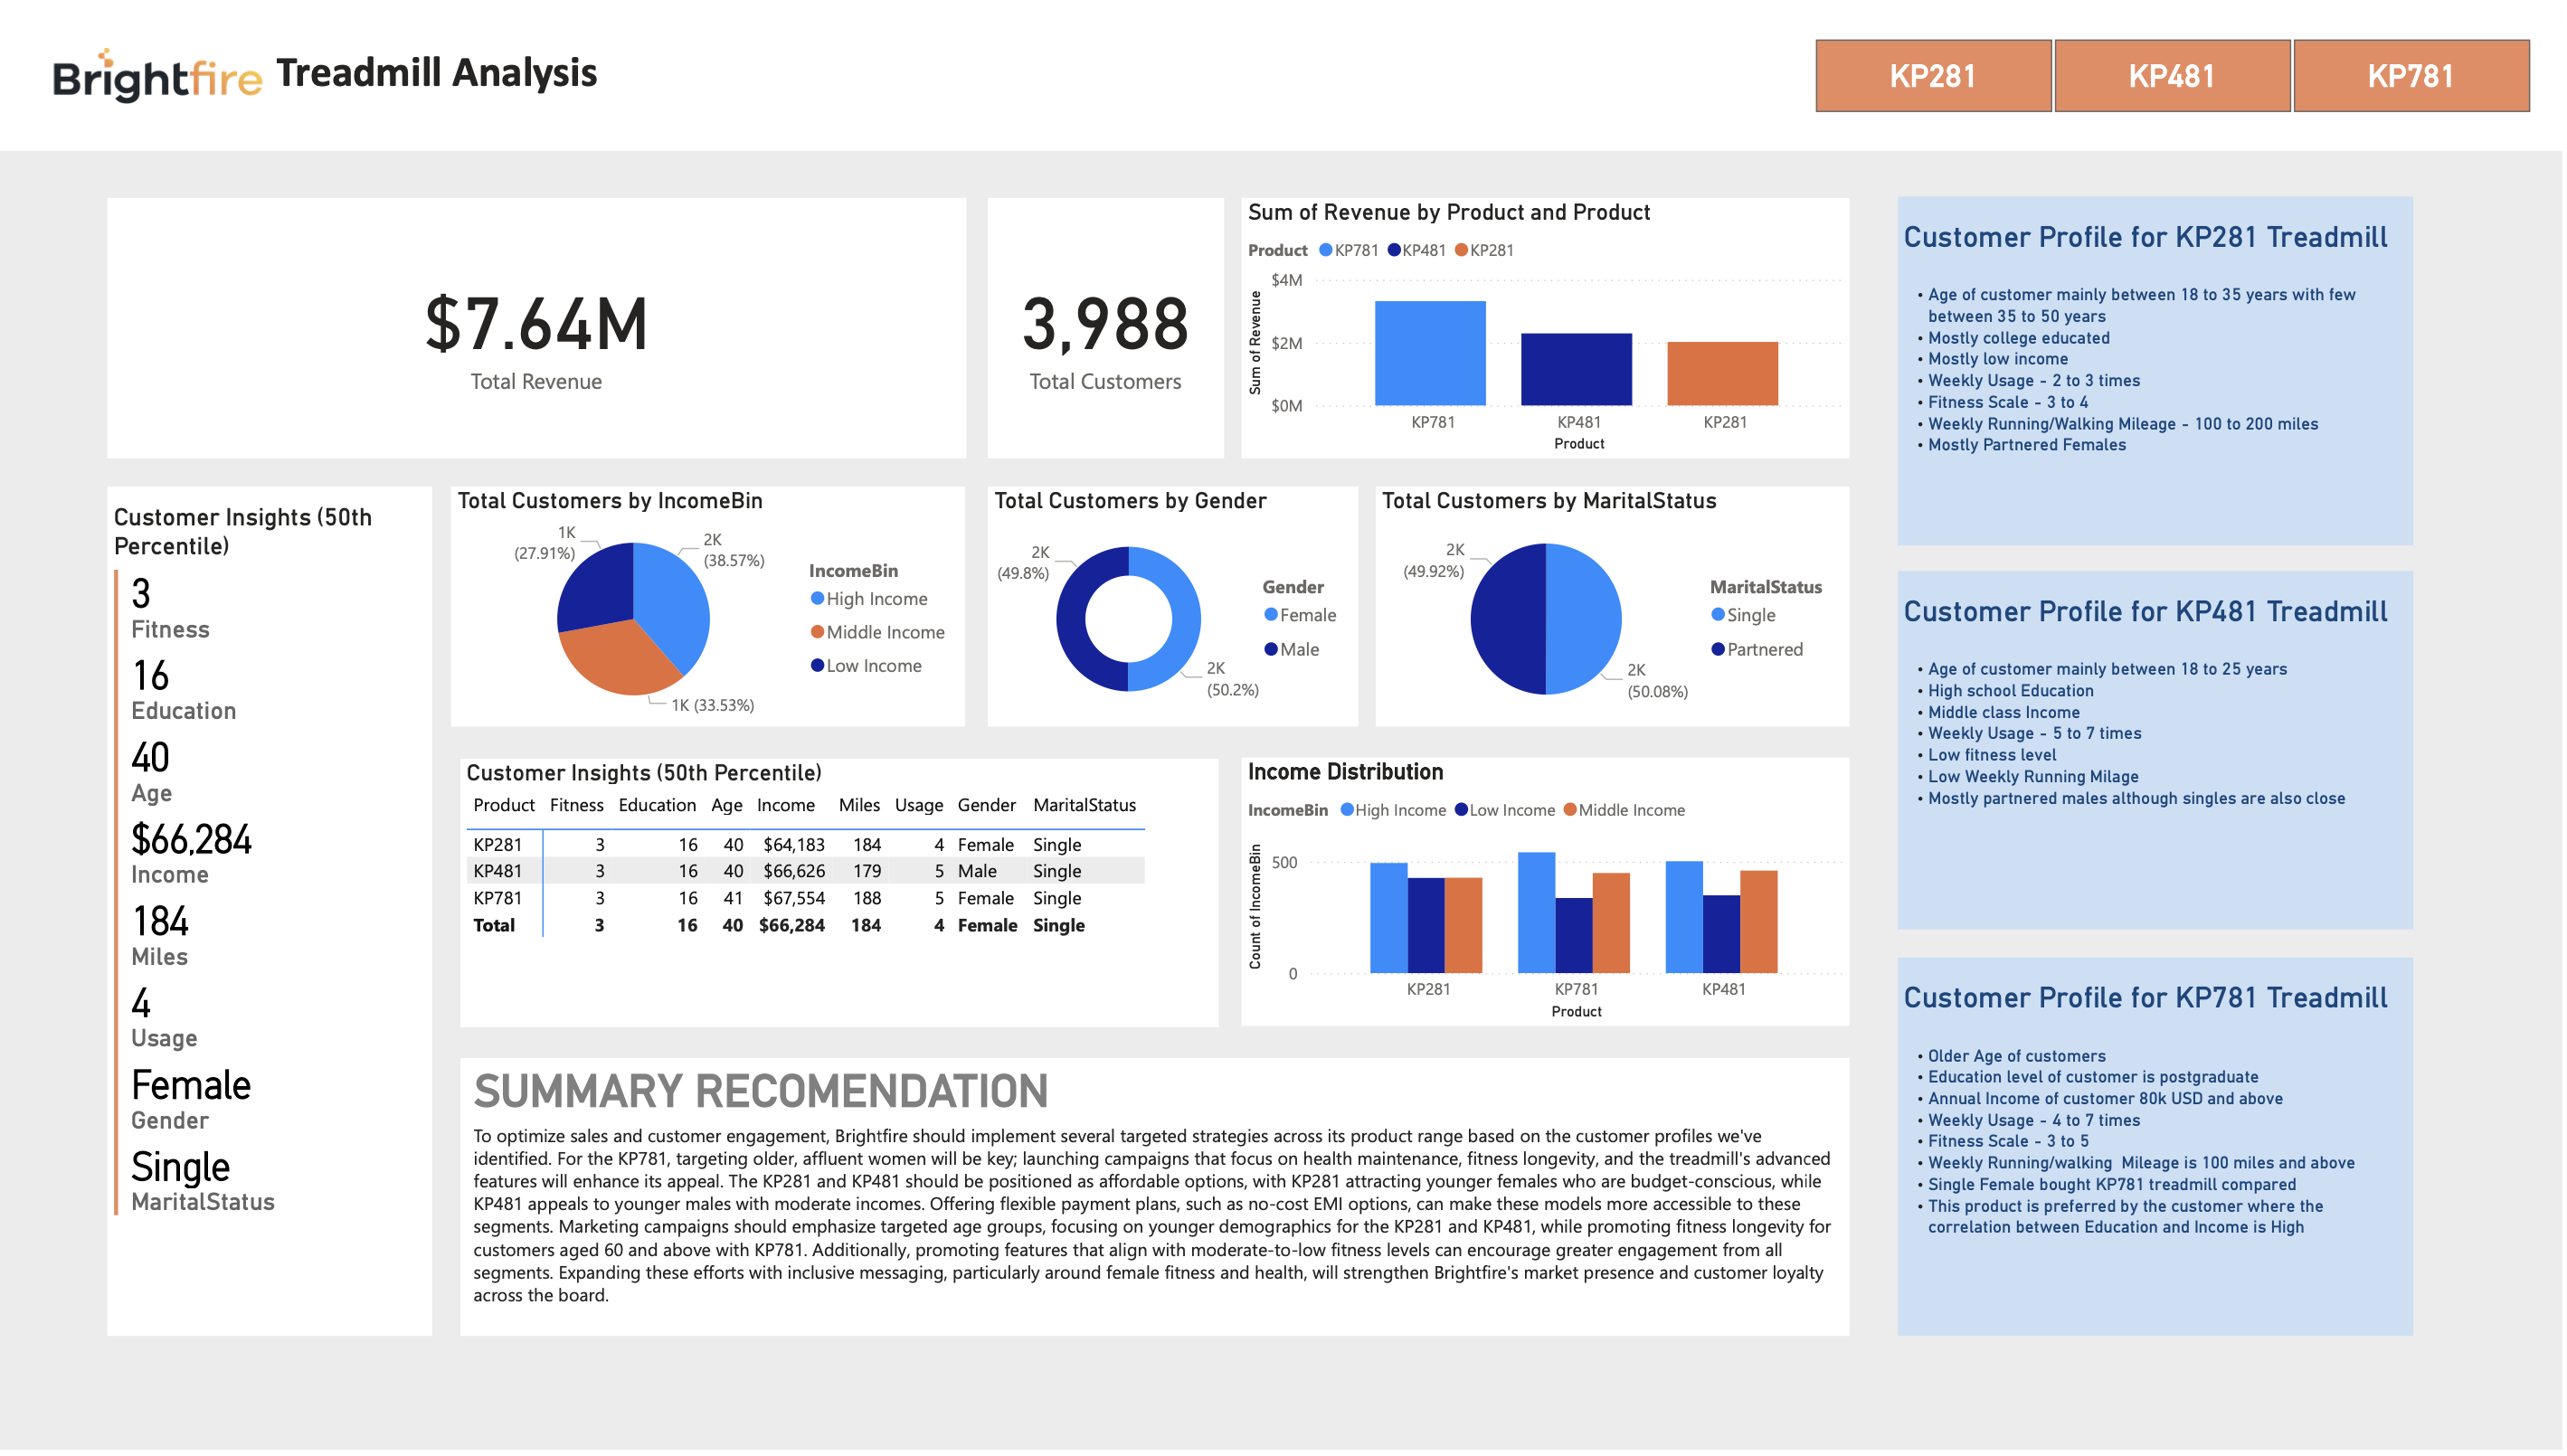 Brightfire Treadmill Analysis
KP281
KP481
KP781
$7.64M
Total Revenue
3,988
Total Customers
Sum of Revenue by Product and Product
Product KP781 KP481 KP281
Sum of Revenue
$4M
$2M
$0M
KP781 KP481 KP281
Product
Customer Profile for KP281 Treadmill
• Age of customer mainly between 18 to 35 years with few
between 35 to 50 years
• Mostly college educated
• Mostly low income
• Weekly Usage - 2 to 3 times
• Fitness Scale - 3 to 4
• Weekly Running/Walking Mileage - 100 to 200 miles
• Mostly Partnered Females
Customer Insights (50th
Percentile)
3
Fitness
16
Education
40
Age
$66,284
Income
184
Miles
4
Usage
Female
Gender
Single
MaritalStatus
Total Customers by IncomeBin
1K
(27.91%)
2K
(38.57%)
1K (33.53%)
IncomeBin
High Income
Middle Income
Low Income
Total Customers by Gender
2K
(49.8%)
2K
(50.2%)
Gender
Female
Male
Total Customers by MaritalStatus
2K
(49.92%)
2K
(50.08%)
MaritalStatus
Single
Partnered
Customer Profile for KP481 Treadmill
• Age of customer mainly between 18 to 25 years
• High school Education
• Middle class Income
• Weekly Usage - 5 to 7 times
• Low fitness level
• Low Weekly Running Milage
• Mostly partnered males although singles are also close
Customer Insights (50th Percentile)
Product Fitness Education Age Income Miles Usage Gender MaritalStatus
KP281 3 16 40 $64,183 184 4 Female Single
KP481 3 16 40 $66,626 179 5 Male Single
KP781 3 16 41 $67,554 188 5 Female Single
Total 3 16 40 $66,284 184 4 Female Single
Income Distribution
IncomeBin High Income Low Income Middle Income
Count of IncomeBin
500
0
KP281 KP781 KP481
Product
Customer Profile for KP781 Treadmill
• Older Age of customers
• Education level of customer is postgraduate
• Annual Income of customer 80k USD and above
• Weekly Usage - 4 to 7 times
• Fitness Scale - 3 to 5
• Weekly Running/walking  Mileage is 100 miles and above
• Single Female bought KP781 treadmill compared
• This product is preferred by the customer where the
correlation between Education and Income is High
SUMMARY RECOMENDATION
To optimize sales and customer engagement, Brightfire should implement several targeted strategies across its product range based on the customer profiles we've
identified. For the KP781, targeting older, affluent women will be key; launching campaigns that focus on health maintenance, fitness longevity, and the treadmill's advanced
features will enhance its appeal. The KP281 and KP481 should be positioned as affordable options, with KP281 attracting younger females who are budget-conscious, while
KP481 appeals to younger males with moderate incomes. Offering flexible payment plans, such as no-cost EMI options, can make these models more accessible to these
segments. Marketing campaigns should emphasize targeted age groups, focusing on younger demographics for the KP281 and KP481, while promoting fitness longevity for
customers aged 60 and above with KP781. Additionally, promoting features that align with moderate-to-low fitness levels can encourage greater engagement from all
segments. Expanding these efforts with inclusive messaging, particularly around female fitness and health, will strengthen Brightfire's market presence and customer loyalty
across the board.